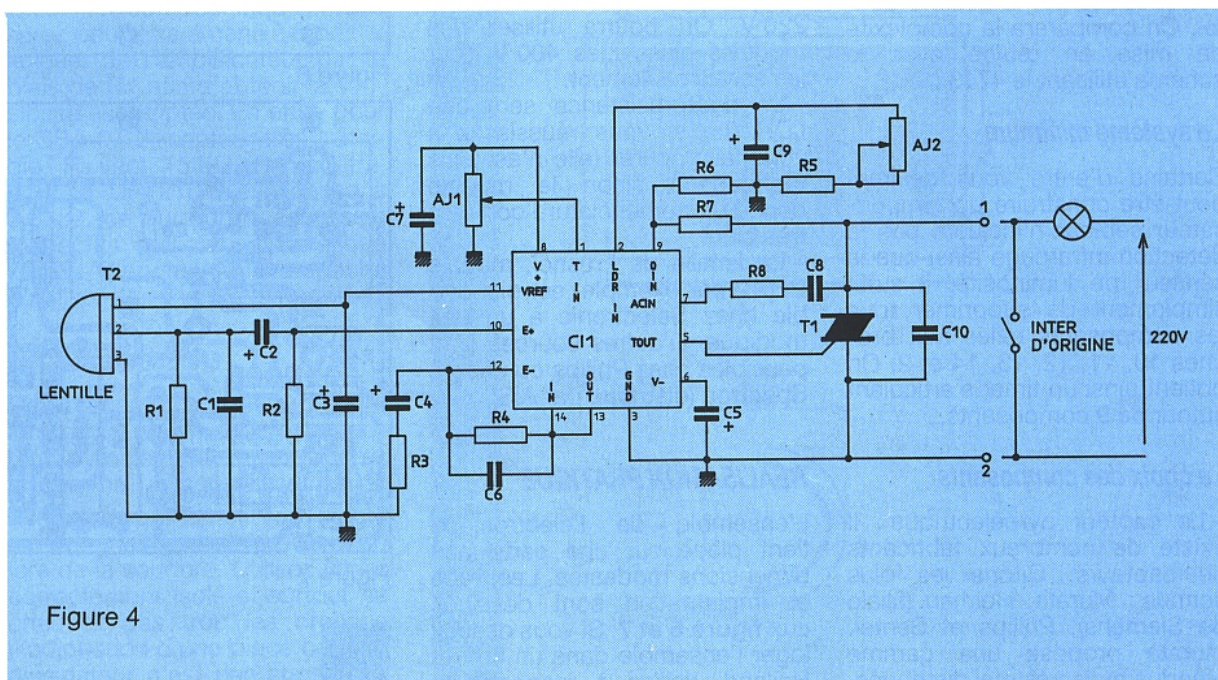 AJ1
C7
C9
R6
R5
AJ2
R7
T2
LENTILLE
1
2
3
R1
C1
C2
R2
C3
C4
R3
R4
C6
8
1
2
9
V+
T IN
LDR IN
D IN
11 VREF
ACIN 7
10 E+
CI1
TOUT 5
12 E-
IN
OUT
GND
V- 6
14
13
3
R8
C8
T1
C5
C10
1
2
INTER
D'ORIGINE
220V
Figure 4